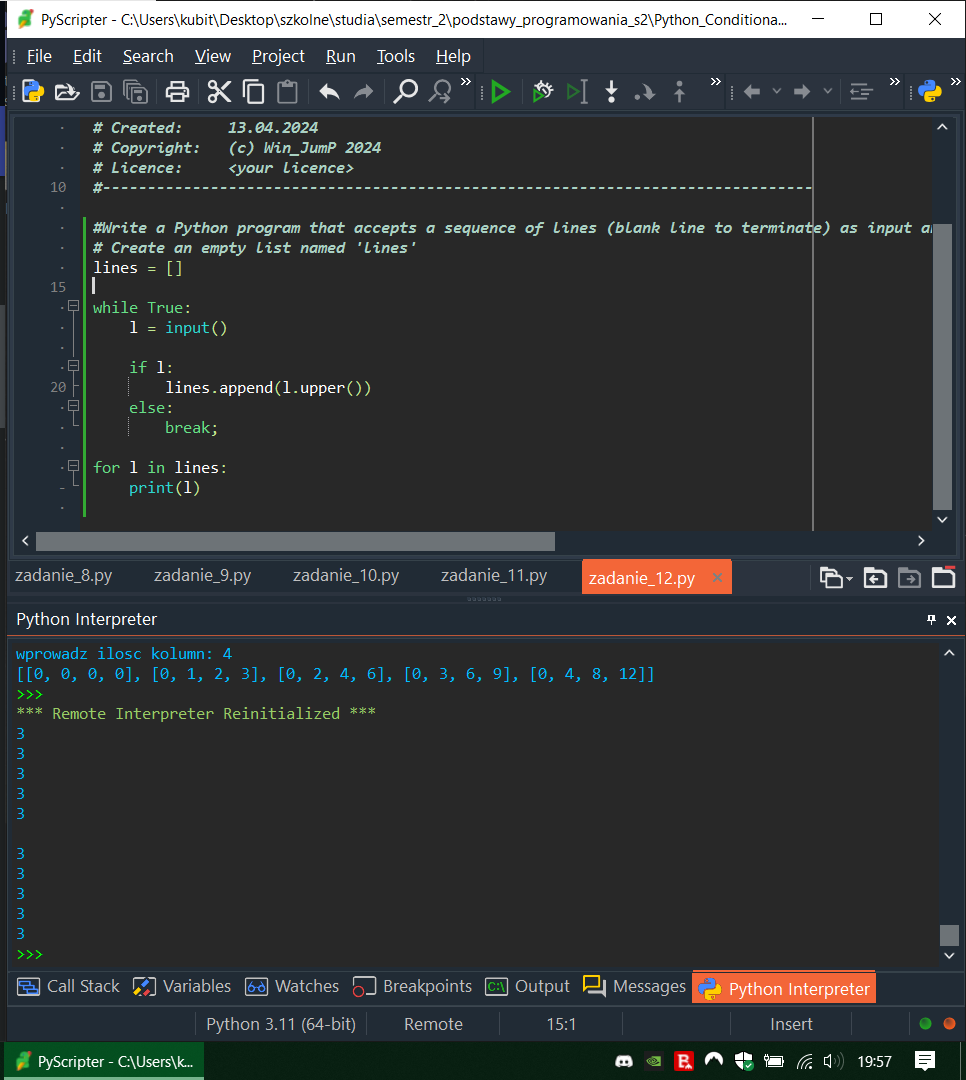 PyScripter - C:\Users\kubit\Desktop\szkolne\studia\semestr_2\podstawy_programowania_s2\Python_Conditiona...
File Edit Search View Project Run Tools Help
# Created: 13.04.2024
# Copyright: (c) Win_JumP 2024
# Licence: <your licence>
10 #-------------------------------------------------------------------------------
#Write a Python program that accepts a sequence of lines (blank line to terminate) as input
# Create an empty list named 'lines'
lines = []
15
while True:
l = input()
if l:
20 lines.append(l.upper())
else:
break;
for l in lines:
print(l)
zadanie_8.py zadanie_9.py zadanie_10.py zadanie_11.py zadanie_12.py
Python Interpreter
wprowadz ilosc kolumn: 4
[[0, 0, 0, 0], [0, 1, 2, 3], [0, 2, 4, 6], [0, 3, 6, 9], [0, 4, 8, 12]]
>>>
*** Remote Interpreter Reinitialized ***
3
3
3
3
3
3
3
3
3
3
>>>
Call Stack Variables Watches Breakpoints Output Messages Python Interpreter
Python 3.11 (64-bit) Remote 15:1 Insert
PyScripter - C:\Users\k... 19:57